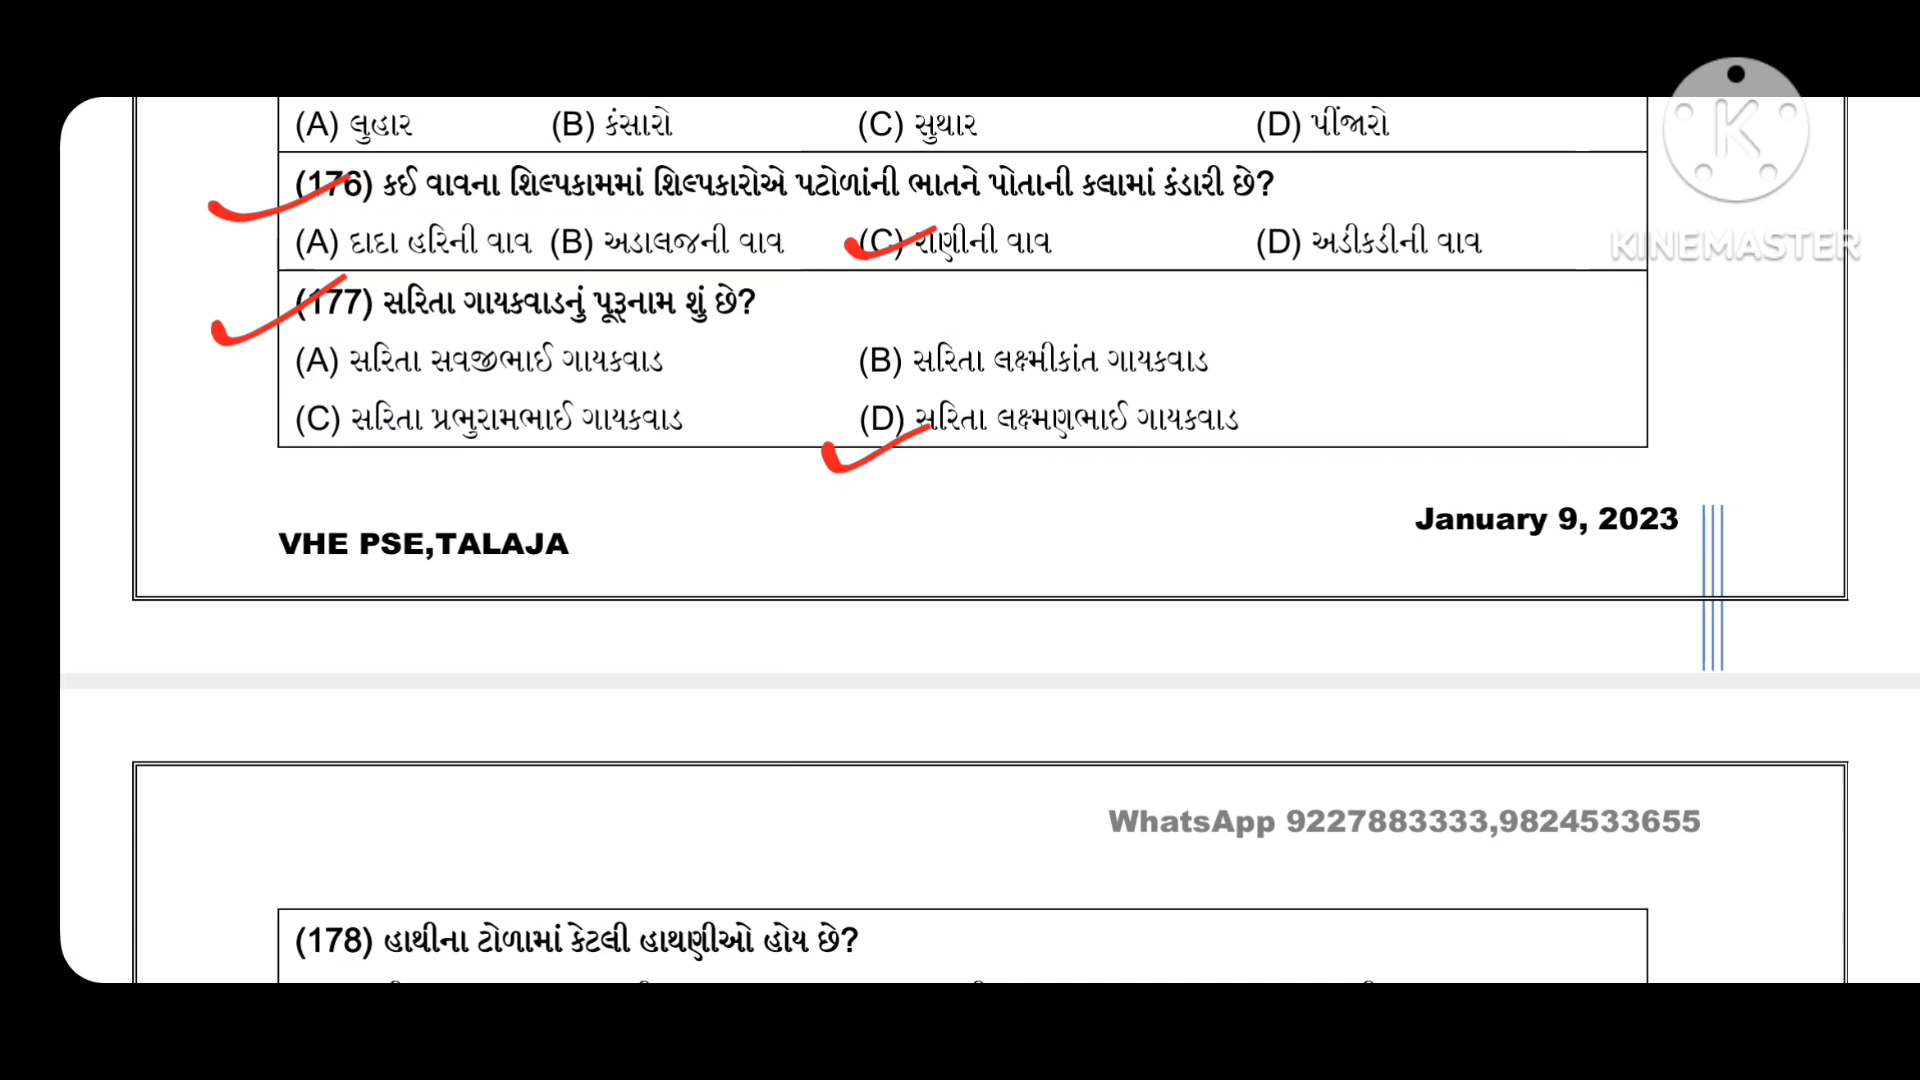 (A) લુહાર (B) કંસારો (C) સુથાર (D) પીંજારો
KINEMASTER
(176) કઈ વાવના શિલ્પકામમાં શિલ્પકારોએ પટોળાંની ભાતને પોતાની કલામાં કંડારી છે?
(A) દાદા હરિની વાવ (B) અડાલજની વાવ (C) રાણીની વાવ (D) અડીકડીની વાવ
(177) સરિતા ગાયકવાડનું પૂરૂનામ શું છે?
(A) સરિતા સવજીભાઈ ગાયકવાડ (B) સરિતા લક્ષ્મીકાંત ગાયકવાડ
(C) સરિતા પ્રભુરામભાઈ ગાયકવાડ (D) સરિતા લક્ષ્મણભાઈ ગાયકવાડ
January 9, 2023
VHE PSE,TALAJA
WhatsApp 9227883333,9824533655
(178) હાથીના ટોળામાં કેટલી હાથણીઓ હોય છે?